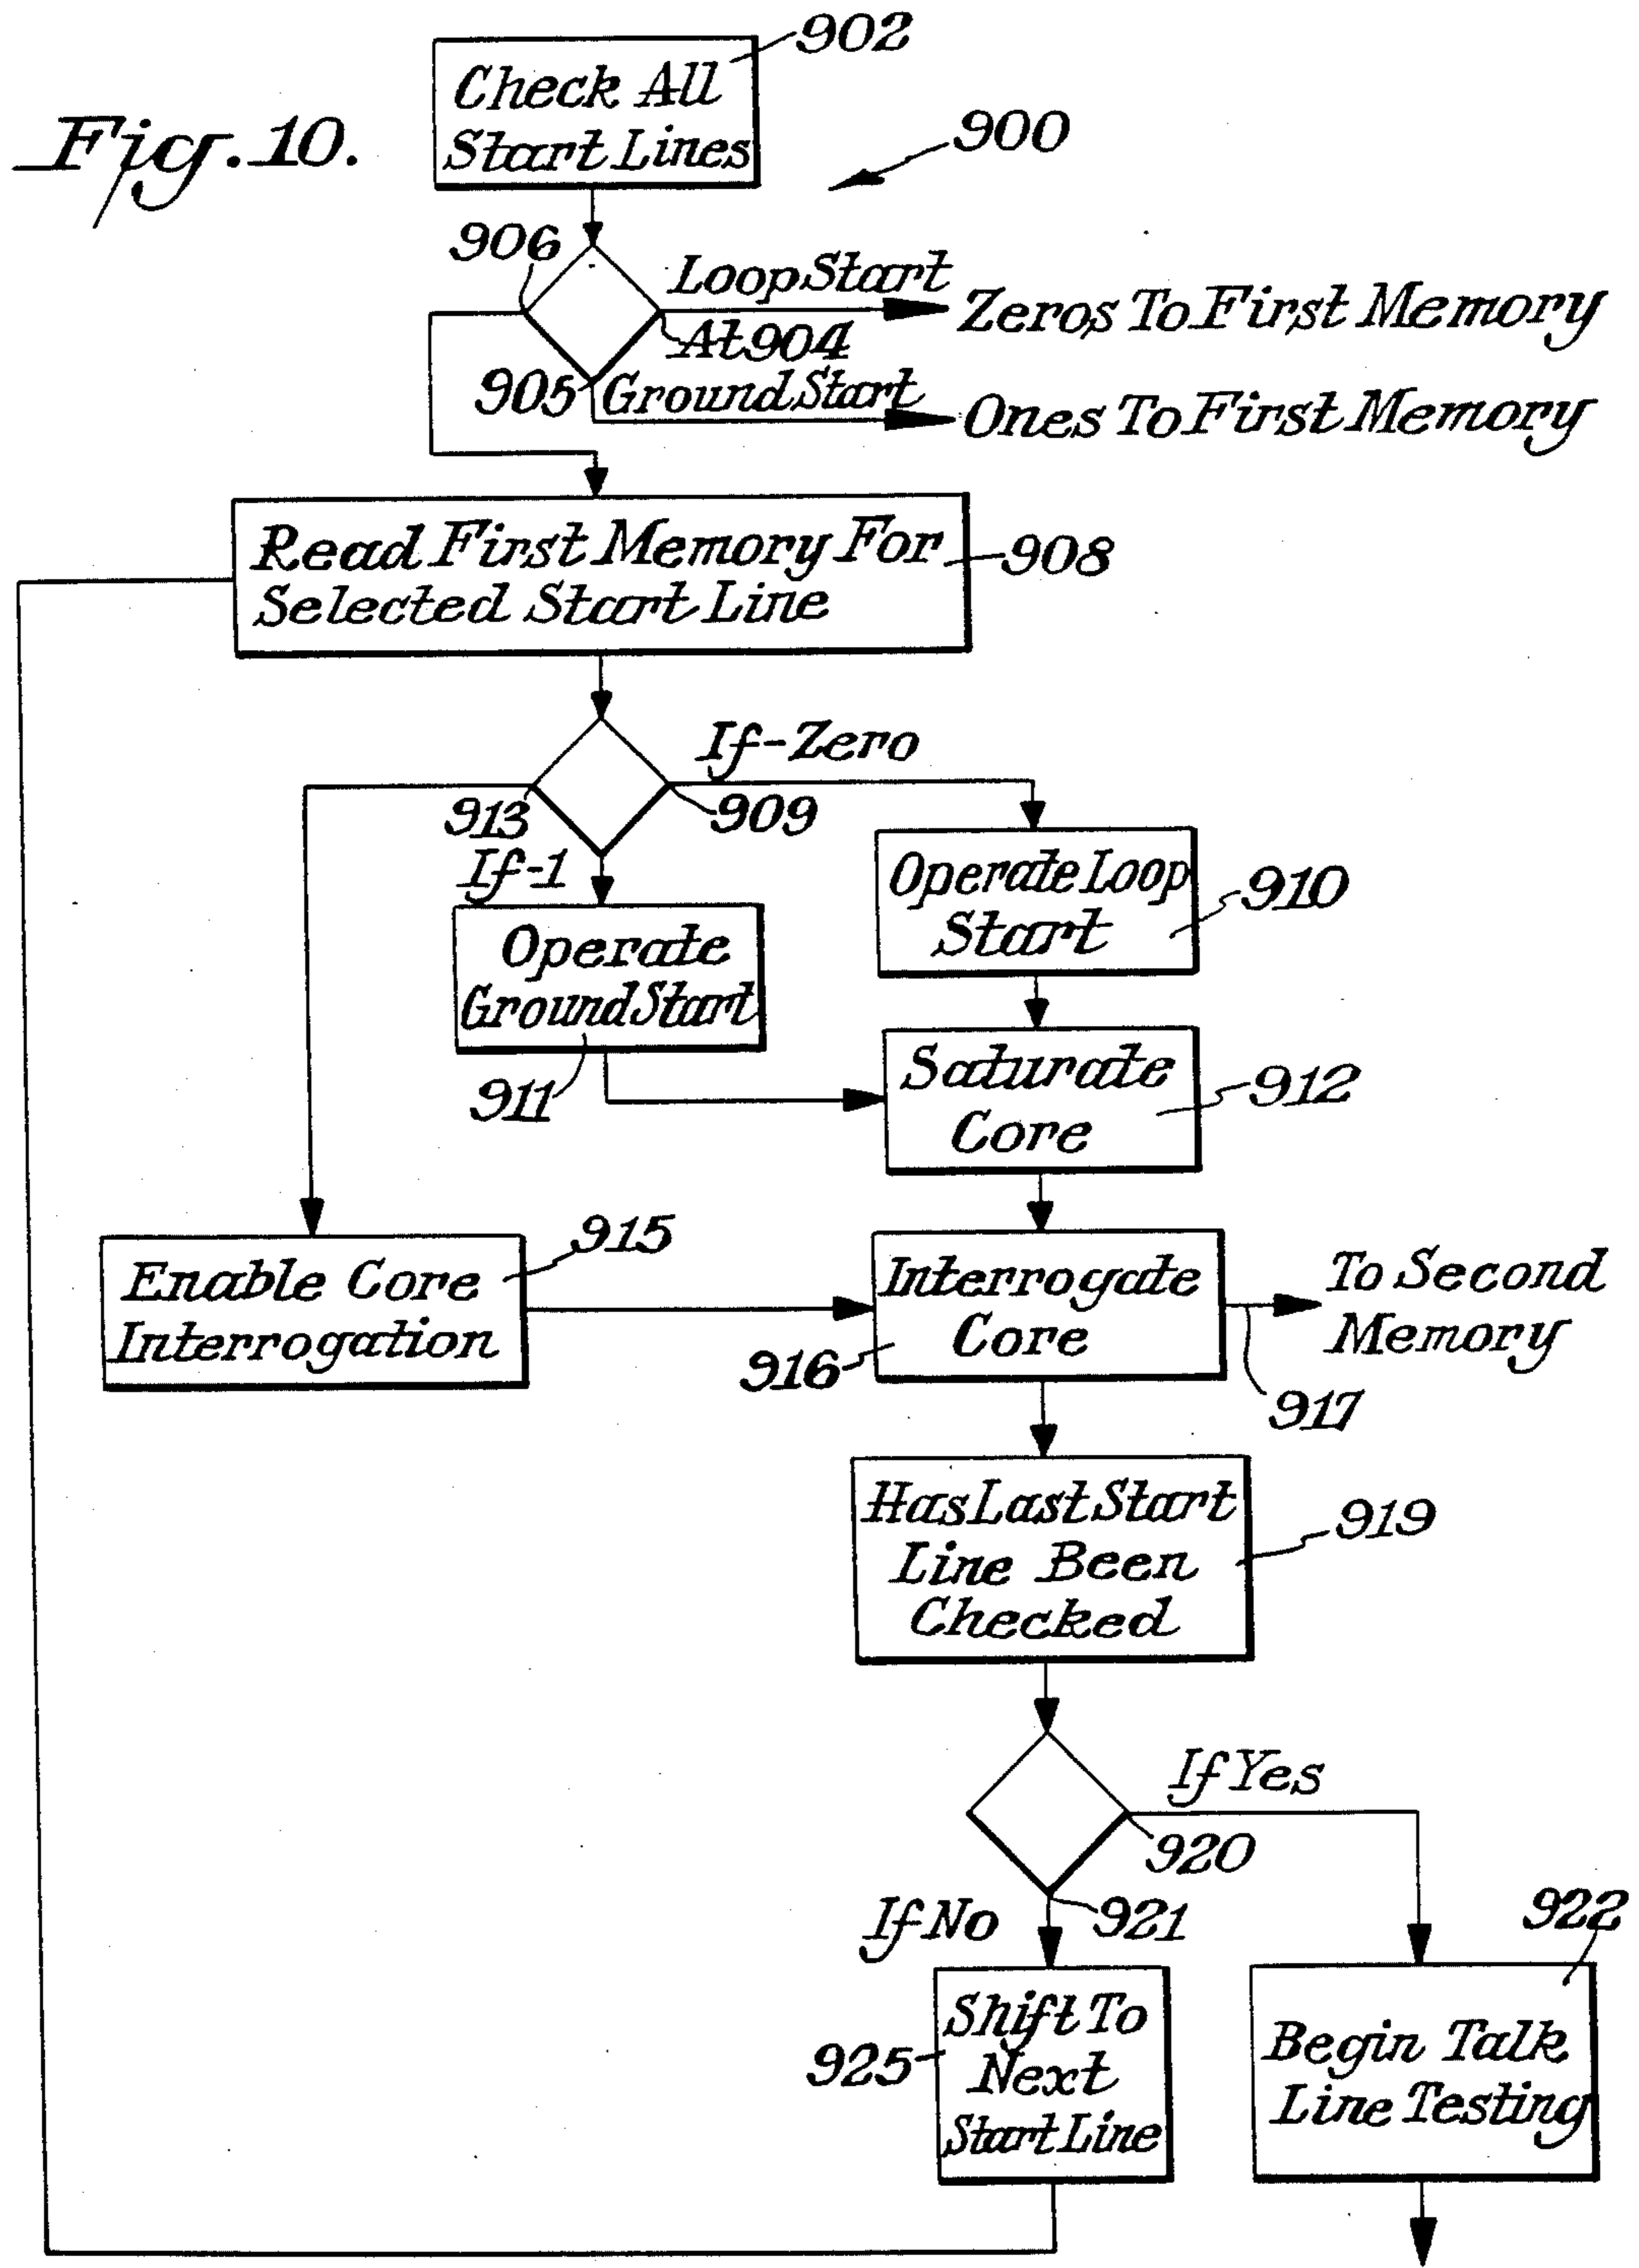 Fig. 10.
902
Check All
Start Lines
900
906
Loop Start
Zeros To First Memory
At 904
905
Ground Start
Ones To First Memory
Read First Memory For
Selected Start Line
908
If-Zero
913
909
If-1
Operate Loop
Start
910
Operate
Ground Start
911
Saturate
Core
912
915
Enable Core
Interrogation
Interrogate
Core
916
To Second
Memory
917
Has Last Start
Line Been
Checked
919
If Yes
920
If No
921
922
Shift To
Next
Start Line
925
Begin Talk
Line Testing